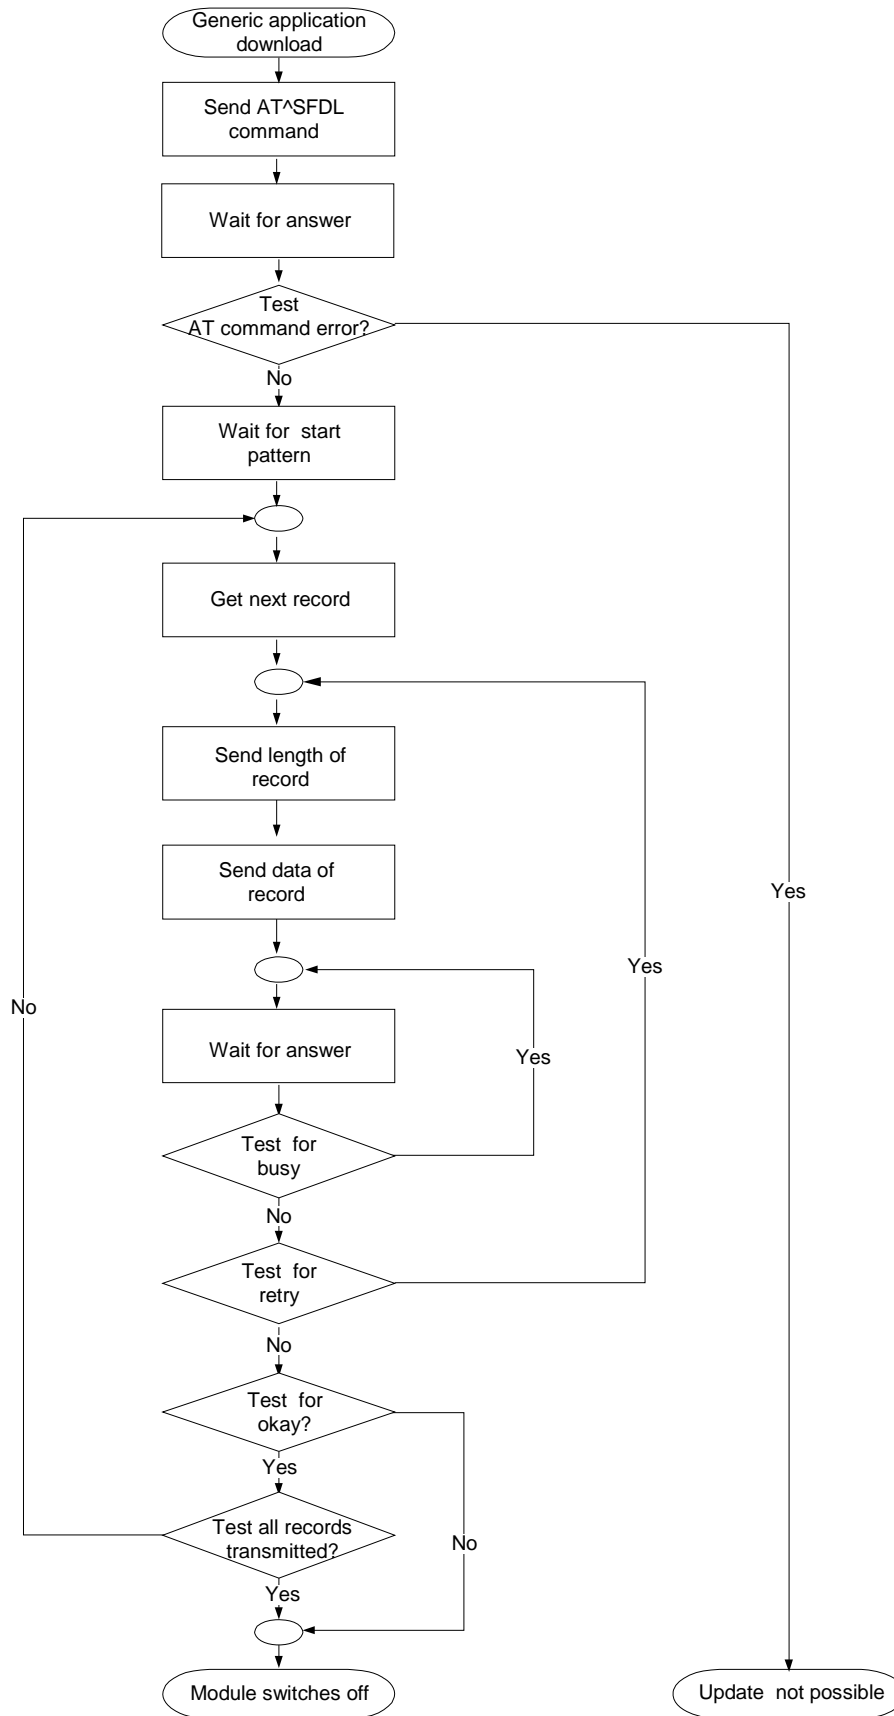 Generic application
download
Send AT^SFDL
command
Wait for answer
Test
AT command error?
No
Wait for  start
pattern
Get next record
Send length of
record
Send data of
record
Yes
Yes
No
Wait for answer
Yes
Test  for
busy
No
Test  for
retry
No
Test  for
okay?
Yes
Test all records
transmitted?
No
Yes
Module switches off
Update  not possible